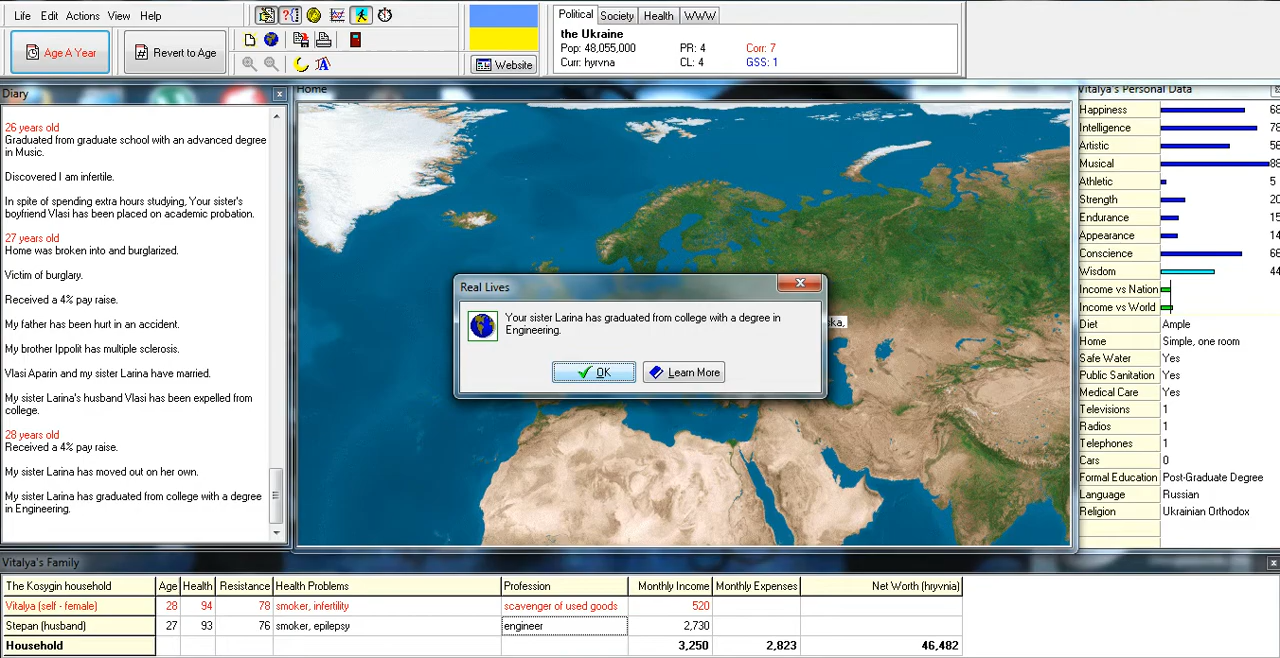 Life Edit Actions View Help
Age A Year
Revert to Age
Website
Political Society Health WWW
the Ukraine
Pop: 48,055,000 PR: 4 Corr: 7
Curr: hyrvna CL: 4 GSS: 1
Diary
26 years old
Graduated from graduate school with an advanced degree
in Music.
Discovered I am infertile.
In spite of spending extra hours studying, Your sister's
boyfriend Vlasi has been placed on academic probation.
27 years old
Home was broken into and burglarized.
Victim of burglary.
Received a 4% pay raise.
My father has been hurt in an accident.
My brother Ippolit has multiple sclerosis.
Vlasi Aparin and my sister Larina have married.
My sister Larina's husband Vlasi has been expelled from
college.
28 years old
Received a 4% pay raise.
My sister Larina has moved out on her own.
My sister Larina has graduated from college with a degree
in Engineering.
Home
Real Lives
Your sister Larina has graduated from college with a degree in
Engineering.
OK
Learn More
ska,
Vitalya's Personal Data
Happiness 68
Intelligence 78
Artistic 56
Musical 88
Athletic 5
Strength 20
Endurance 15
Appearance 14
Conscience 66
Wisdom 44
Income vs Nation
Income vs World
Diet Ample
Home Simple, one room
Safe Water Yes
Public Sanitation Yes
Medical Care Yes
Televisions 1
Radios 1
Telephones 1
Cars 0
Formal Education Post-Graduate Degree
Language Russian
Religion Ukrainian Orthodox
Vitalya's Family
The Kosygin household Age Health Resistance Health Problems Profession Monthly Income Monthly Expenses Net Worth (hryvnia)
Vitalya (self - female) 28 94 78 smoker, infertility scavenger of used goods 520
Stepan (husband) 27 93 76 smoker, epilepsy engineer 2,730
Household 3,250 2,823 46,482